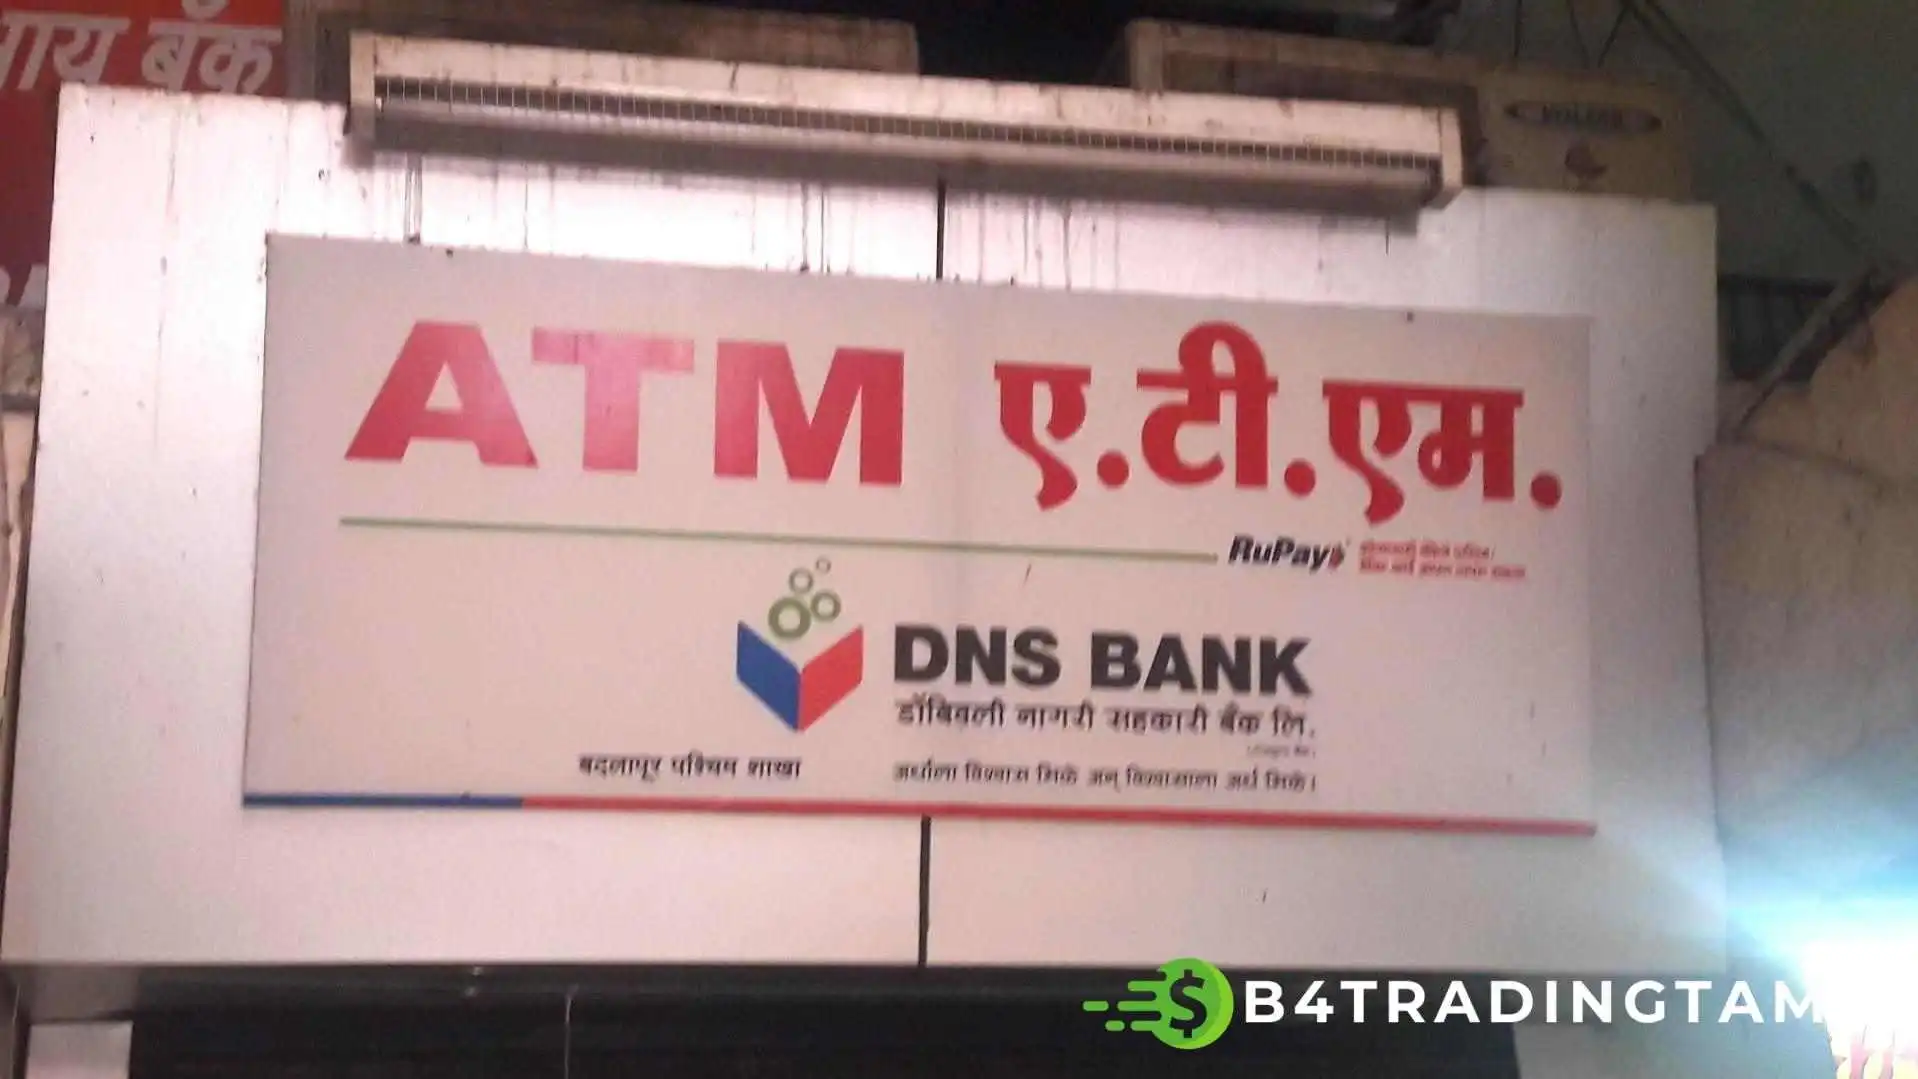 बँक
ATM ए.टी.एम.
RuPay
DNS BANK
डोंबिवली नागरी सहकारी बँक लि.
बदलापूर पश्चिम शाखा
अर्थाला विश्वास मिळे अन् विश्वासाला अर्थ मिळे।
B4TRADINGTAM